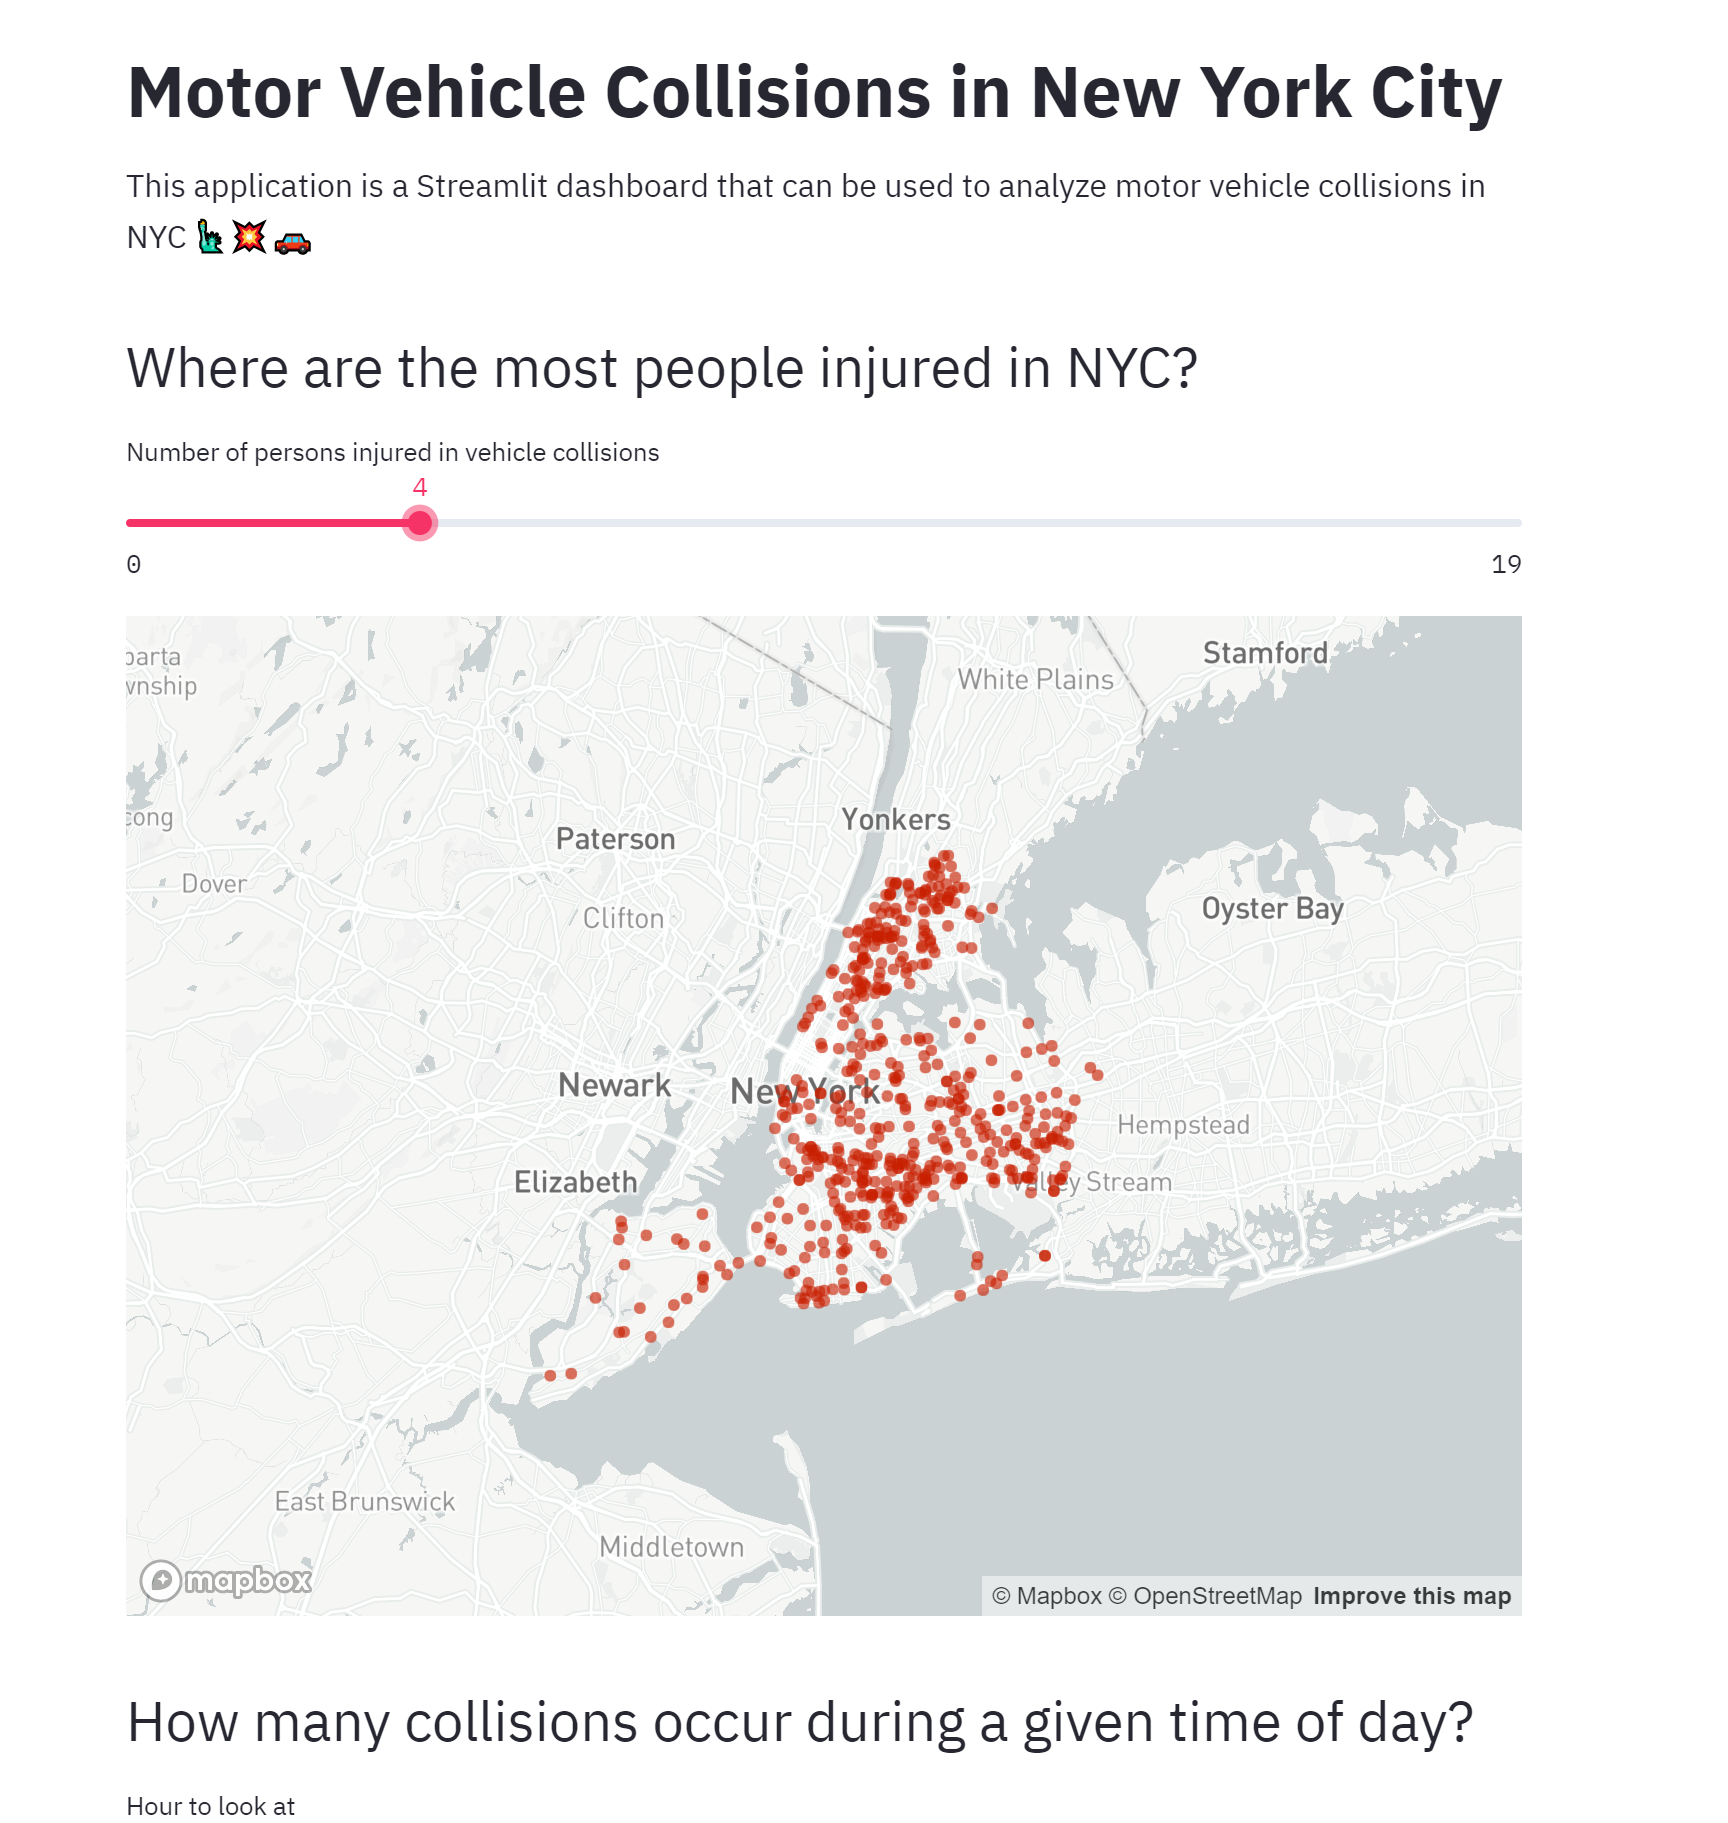 Motor Vehicle Collisions in New York City
This application is a Streamlit dashboard that can be used to analyze motor vehicle collisions in
NYC 🗽💥🚗
Where are the most people injured in NYC?
Number of persons injured in vehicle collisions
4
0
19
parta
wnship
Stamford
White Plains
cong
Yonkers
Paterson
Dover
Clifton
Oyster Bay
Newark
New York
Hempstead
Elizabeth
Valley Stream
East Brunswick
Middletown
mapbox
© Mapbox © OpenStreetMap Improve this map
How many collisions occur during a given time of day?
Hour to look at